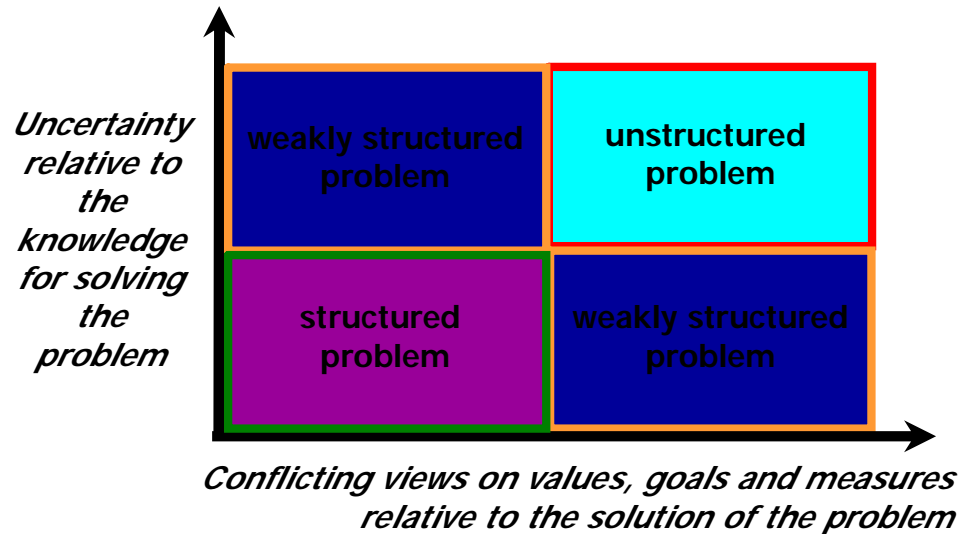 Uncertainty
relative to
the
knowledge
for solving
the
problem
weakly structured
problem
unstructured
problem
structured
problem
weakly structured
problem
Conflicting views on values, goals and measures
relative to the solution of the problem